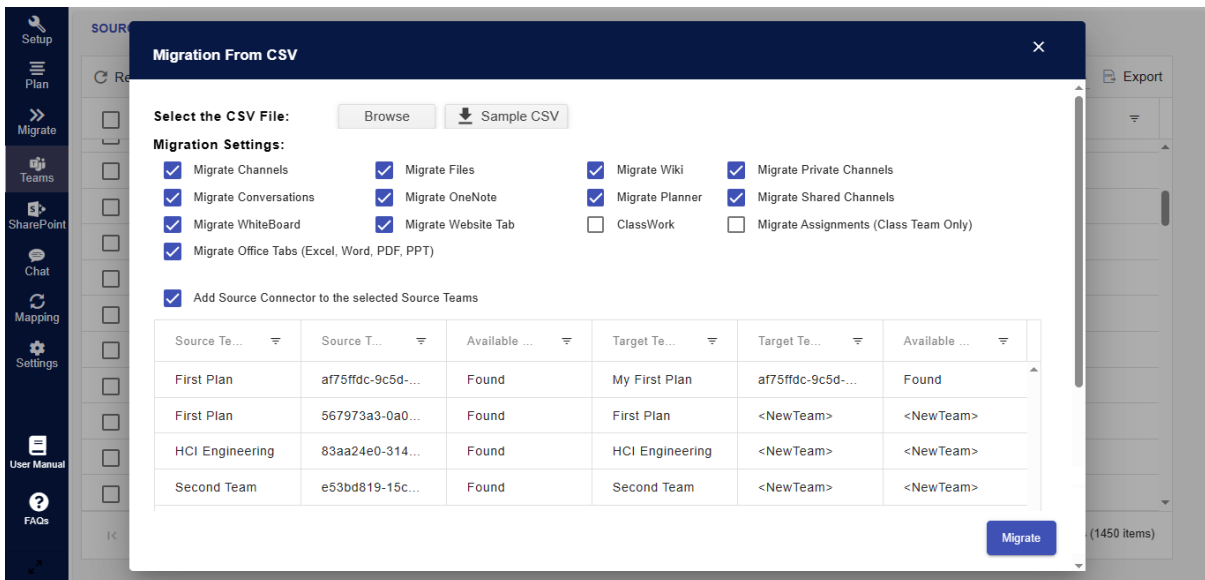 Setup
Plan
Migrate
Teams
SharePoint
Chat
Mapping
Settings
User Manual
FAQs
SOUR
Re
Export
(1450 items)
Migration From CSV
Select the CSV File: Browse Sample CSV
Migration Settings:
Migrate Channels Migrate Files Migrate Wiki Migrate Private Channels
Migrate Conversations Migrate OneNote Migrate Planner Migrate Shared Channels
Migrate WhiteBoard Migrate Website Tab ClassWork Migrate Assignments (Class Team Only)
Migrate Office Tabs (Excel, Word, PDF, PPT)
Add Source Connector to the selected Source Teams
Source Te... Source T... Available ... Target Te... Target Te... Available ...
First Plan af75ffdc-9c5d-... Found My First Plan af75ffdc-9c5d-... Found
First Plan 567973a3-0a0... Found First Plan <NewTeam> <NewTeam>
HCI Engineering 83aa24e0-314... Found HCI Engineering <NewTeam> <NewTeam>
Second Team e53bd819-15c... Found Second Team <NewTeam> <NewTeam>
Migrate